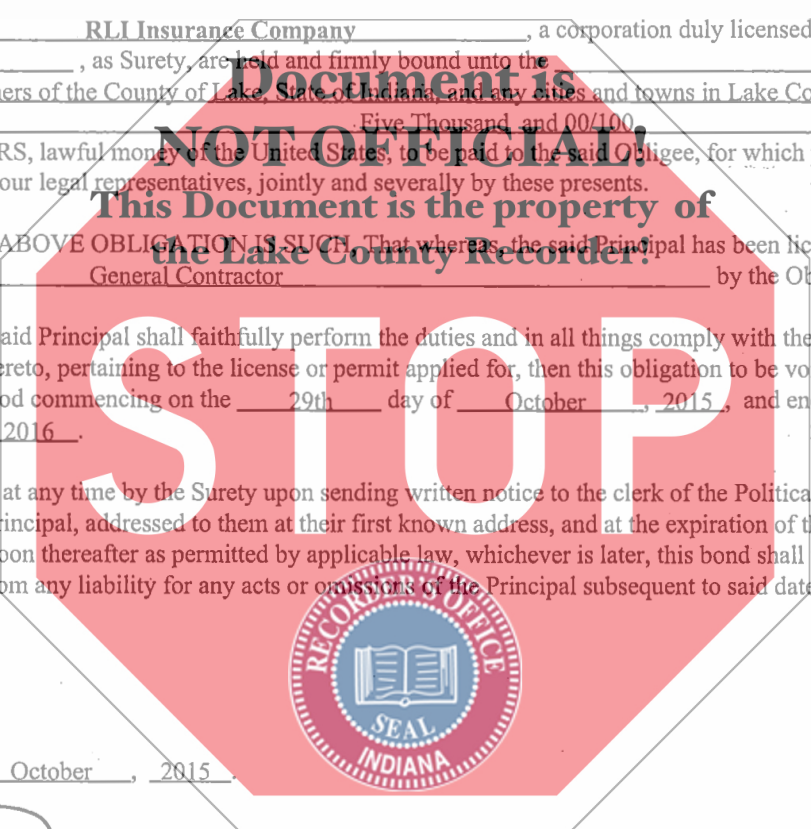 RLI Insurance Company , a corporation duly licensed
, as Surety, are held and firmly bound unto the
Document is
ers of the County of Lake, State of Indiana, and any cities and towns in Lake Co
Five Thousand and 00/100
NOT OFFICIAL!
RS, lawful money of the United States, to be paid to the said Obligee, for which
our legal representatives, jointly and severally by these presents.
This Document is the property of
the Lake County Recorder!
ABOVE OBLIGATION IS SUCH, That whereas, the said Principal has been lic
General Contractor by the Ob
STOP
aid Principal shall faithfully perform the duties and in all things comply with the
ereto, pertaining to the license or permit applied for, then this obligation to be vo
od commencing on the 29th day of October , 2015 , and en
2016 .
at any time by the Surety upon sending written notice to the clerk of the Politica
rincipal, addressed to them at their first known address, and at the expiration of t
oon thereafter as permitted by applicable law, whichever is later, this bond shall
om any liability for any acts or omissions of the Principal subsequent to said date
RECORDER'S OFFICE
SEAL
INDIANA
October , 2015 .